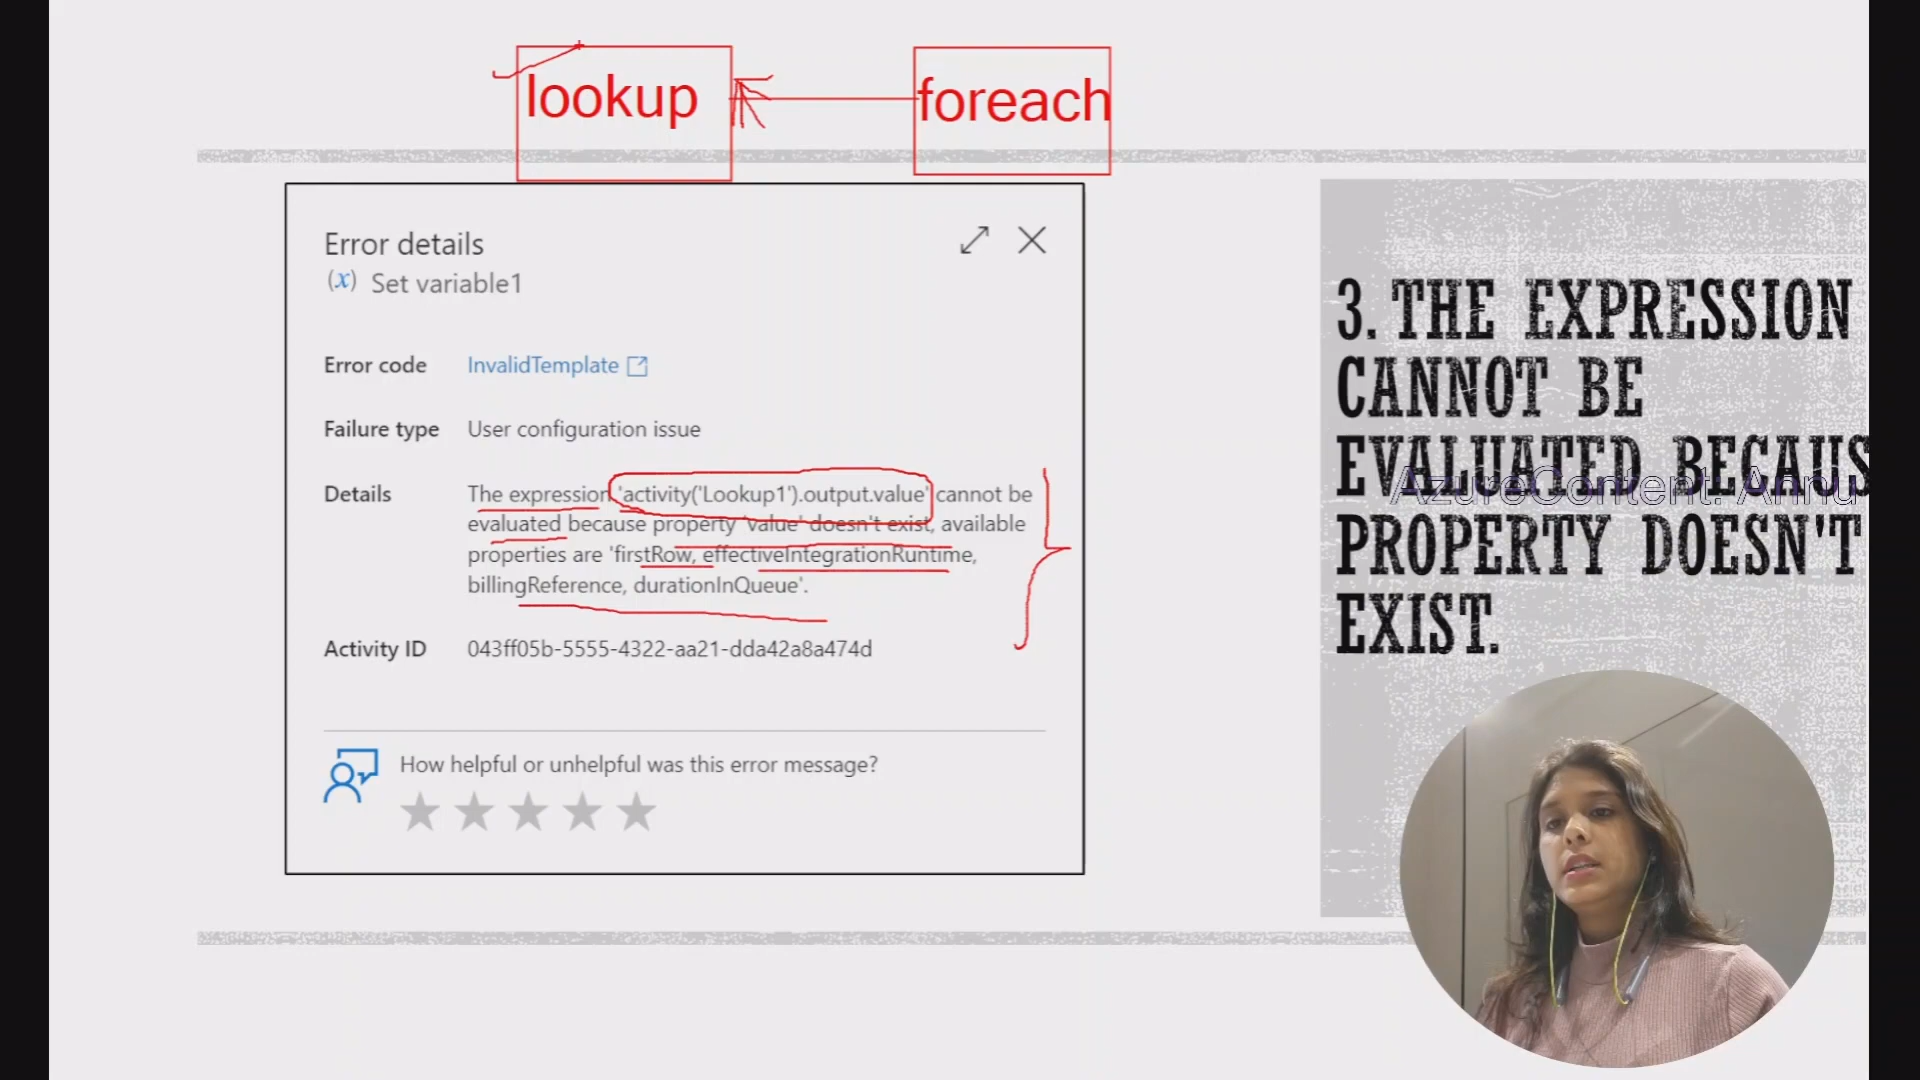 lookup
foreach
Error details
(x) Set variable1
Error code InvalidTemplate
Failure type User configuration issue
Details The expression 'activity('Lookup1').output.value' cannot be
evaluated because property 'value' doesn't exist, available
properties are 'firstRow, effectiveIntegrationRuntime,
billingReference, durationInQueue'.
Activity ID 043ff05b-5555-4322-aa21-dda42a8a474d
How helpful or unhelpful was this error message?
3. THE EXPRESSION
CANNOT BE
EVALUATED BECAUS
PROPERTY DOESN'T
EXIST.
AzureContent. Annu